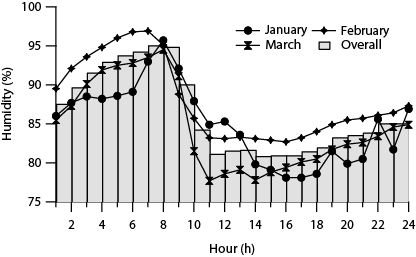 100
95
90
85
80
75
Humidity (%)
January
February
March
Overall
2 4 6 8 10 12 14 16 18 20 22 24
Hour (h)